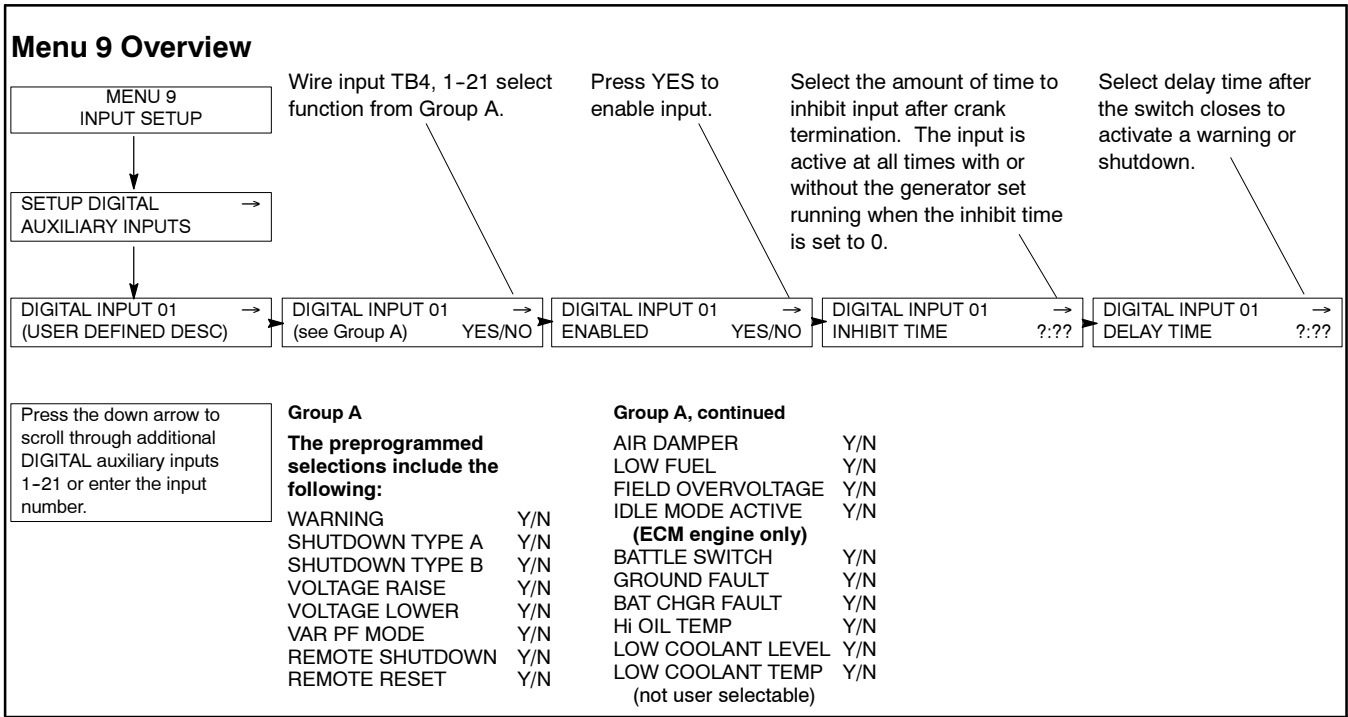 Menu 9 Overview
MENU 9
INPUT SETUP
Wire input TB4, 1-21 select
function from Group A.
Press YES to
enable input.
Select the amount of time to
inhibit input after crank
termination. The input is
active at all times with or
without the generator set
running when the inhibit time
is set to 0.
Select delay time after
the switch closes to
activate a warning or
shutdown.
SETUP DIGITAL →
AUXILIARY INPUTS
DIGITAL INPUT 01 →
(USER DEFINED DESC)
DIGITAL INPUT 01 →
(see Group A) YES/NO
DIGITAL INPUT 01 →
ENABLED YES/NO
DIGITAL INPUT 01 →
INHIBIT TIME ?:??
DIGITAL INPUT 01 →
DELAY TIME ?:??
Press the down arrow to
scroll through additional
DIGITAL auxiliary inputs
1-21 or enter the input
number.
Group A
The preprogrammed
selections include the
following:
WARNING Y/N
SHUTDOWN TYPE A Y/N
SHUTDOWN TYPE B Y/N
VOLTAGE RAISE Y/N
VOLTAGE LOWER Y/N
VAR PF MODE Y/N
REMOTE SHUTDOWN Y/N
REMOTE RESET Y/N
Group A, continued
AIR DAMPER Y/N
LOW FUEL Y/N
FIELD OVERVOLTAGE Y/N
IDLE MODE ACTIVE Y/N
(ECM engine only)
BATTLE SWITCH Y/N
GROUND FAULT Y/N
BAT CHGR FAULT Y/N
Hi OIL TEMP Y/N
LOW COOLANT LEVEL Y/N
LOW COOLANT TEMP Y/N
(not user selectable)